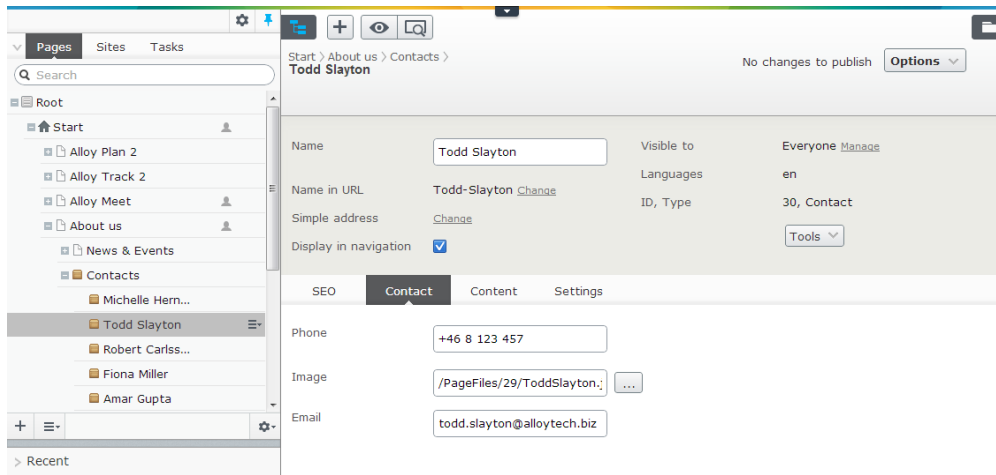 Pages Sites Tasks
Search
Root
Start
Alloy Plan 2
Alloy Track 2
Alloy Meet
About us
News & Events
Contacts
Michelle Hern...
Todd Slayton
Robert Carlss...
Fiona Miller
Amar Gupta
Recent
Start > About us > Contacts >
Todd Slayton
No changes to publish Options
Name Todd Slayton Visible to Everyone Manage
Languages en
Name in URL Todd-Slayton Change
ID, Type 30, Contact
Simple address Change
Tools
Display in navigation
SEO Contact Content Settings
Phone +46 8 123 457
Image /PageFiles/29/ToddSlayton. ...
Email todd.slayton@alloytech.biz